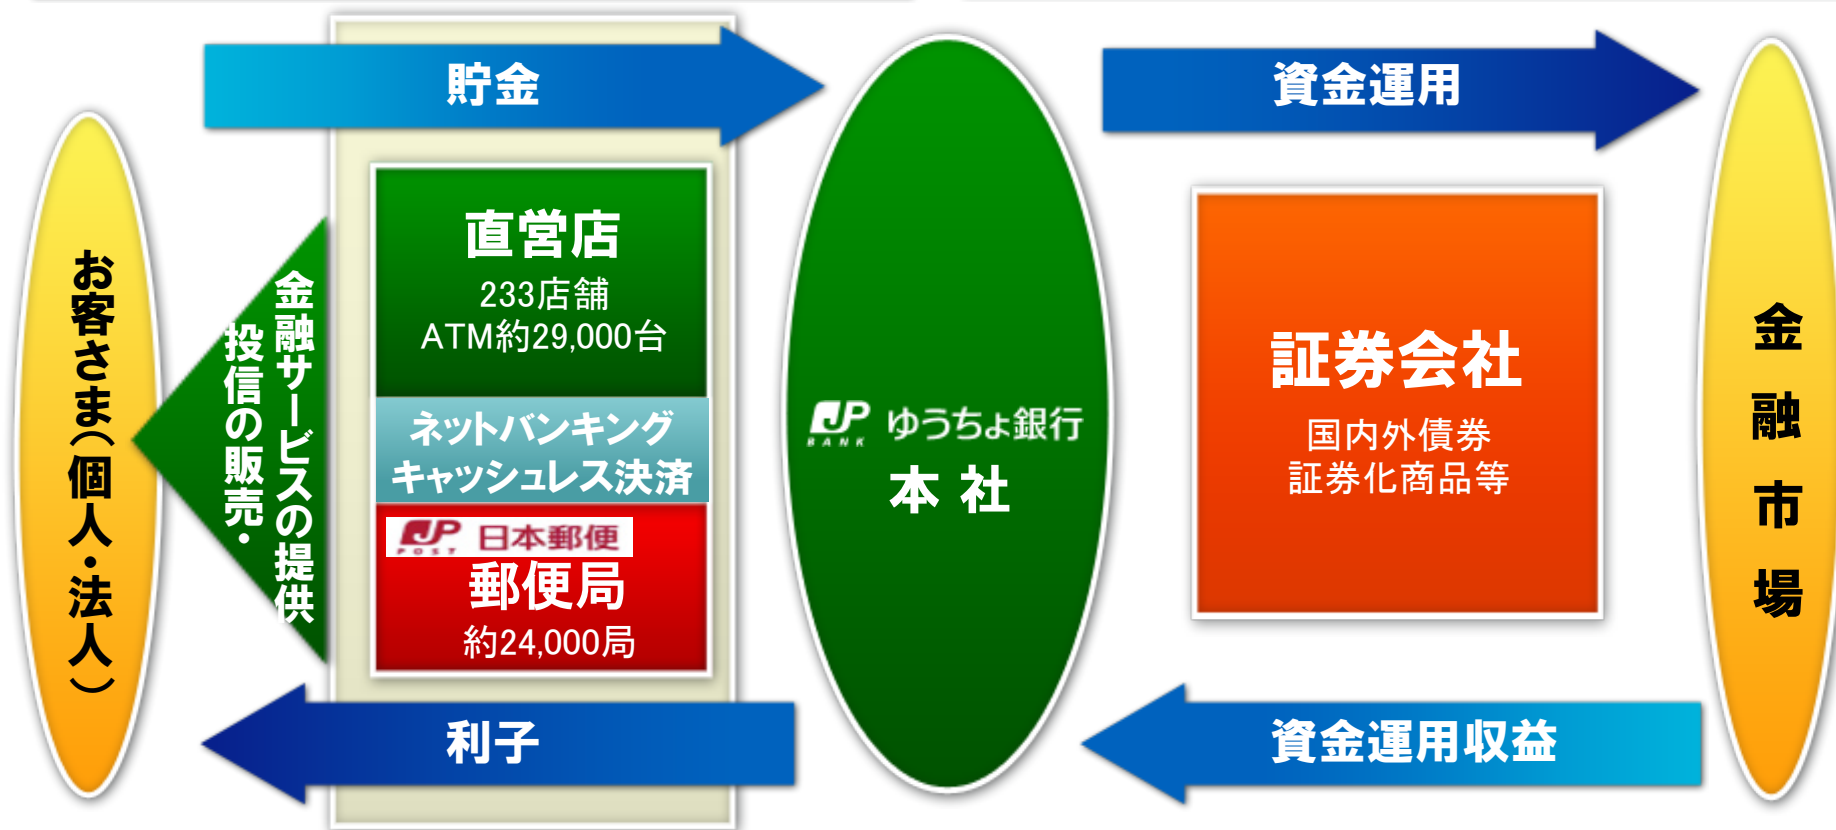 貯金
資金運用
お客さま(個人・法人)
金融サービスの提供
投信の販売・
直営店
233店舗
ATM約29,000台
ネットバンキング
キャッシュレス決済
JP POST 日本郵便
郵便局
約24,000局
JP BANK ゆうちょ銀行
本社
証券会社
国内外債券
証券化商品等
金融市場
利子
資金運用収益